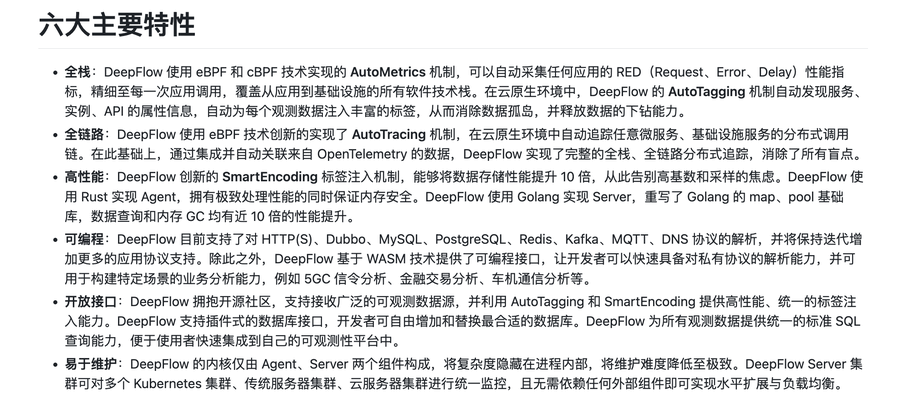 六大主要特性
• 全栈：DeepFlow 使用 eBPF 和 cBPF 技术实现的 AutoMetrics 机制，可以自动采集任何应用的 RED（Request、Error、Delay）性能指
标，精细至每一次应用调用，覆盖从应用到基础设施的所有软件技术栈。在云原生环境中，DeepFlow 的 AutoTagging 机制自动发现服务、
实例、API 的属性信息，自动为每个观测数据注入丰富的标签，从而消除数据孤岛，并释放数据的下钻能力。
• 全链路：DeepFlow 使用 eBPF 技术创新的实现了 AutoTracing 机制，在云原生环境中自动追踪任意微服务、基础设施服务的分布式调用
链。在此基础上，通过集成并自动关联来自 OpenTelemetry 的数据，DeepFlow 实现了完整的全栈、全链路分布式追踪，消除了所有盲点。
• 高性能：DeepFlow 创新的 SmartEncoding 标签注入机制，能够将数据存储性能提升 10 倍，从此告别高基数和采样的焦虑。DeepFlow 使
用 Rust 实现 Agent，拥有极致处理性能的同时保证内存安全。DeepFlow 使用 Golang 实现 Server，重写了 Golang 的 map、pool 基础
库，数据查询和内存 GC 均有近 10 倍的性能提升。
• 可编程：DeepFlow 目前支持了对 HTTP(S)、Dubbo、MySQL、PostgreSQL、Redis、Kafka、MQTT、DNS 协议的解析，并将保持迭代增
加更多的应用协议支持。除此之外，DeepFlow 基于 WASM 技术提供了可编程接口，让开发者可以快速具备对私有协议的解析能力，并可
用于构建特定场景的业务分析能力，例如 5GC 信令分析、金融交易分析、车机通信分析等。
• 开放接口：DeepFlow 拥抱开源社区，支持接收广泛的可观测数据源，并利用 AutoTagging 和 SmartEncoding 提供高性能、统一的标签注
入能力。DeepFlow 支持插件式的数据库接口，开发者可自由增加和替换最合适的数据库。DeepFlow 为所有观测数据提供统一的标准 SQL
查询能力，便于使用者快速集成到自己的可观测性平台中。
• 易于维护：DeepFlow 的内核仅由 Agent、Server 两个组件构成，将复杂度隐藏在进程内部，将维护难度降低至极致。DeepFlow Server 集
群可对多个 Kubernetes 集群、传统服务器集群、云服务器集群进行统一监控，且无需依赖任何外部组件即可实现水平扩展与负载均衡。